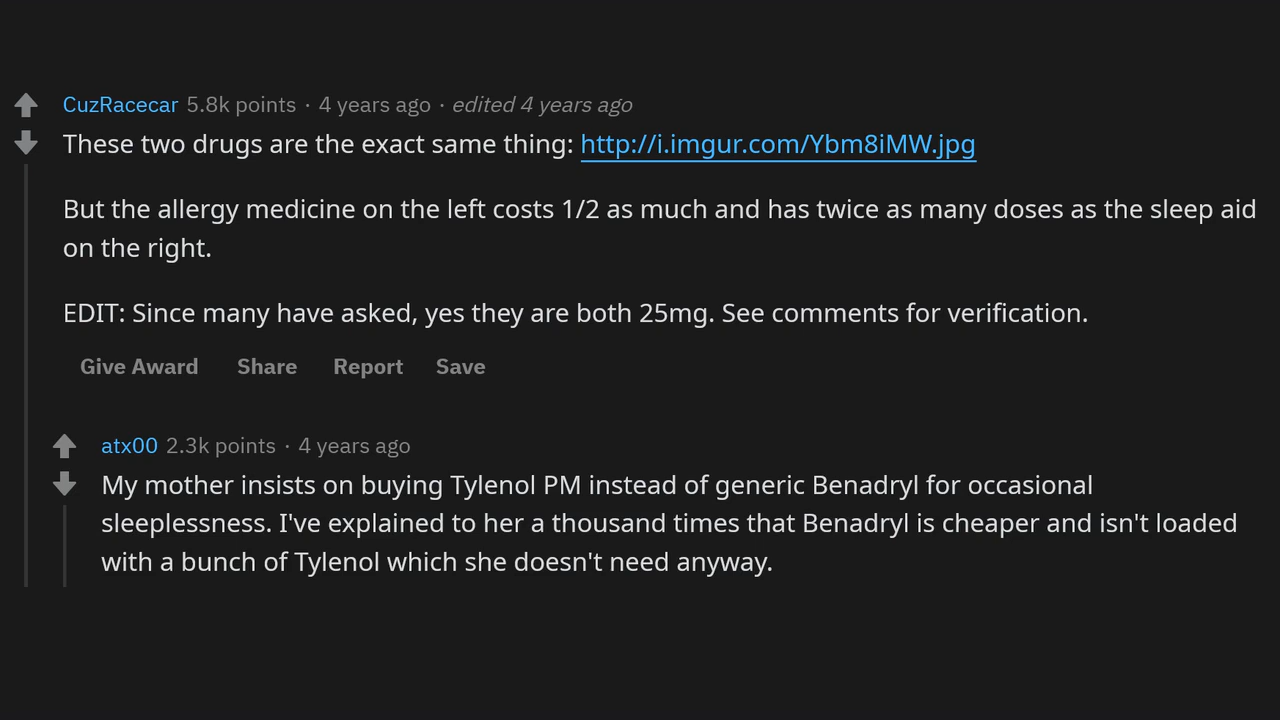 CuzRacecar 5.8k points · 4 years ago · edited 4 years ago
These two drugs are the exact same thing: http://i.imgur.com/Ybm8iMW.jpg
But the allergy medicine on the left costs 1/2 as much and has twice as many doses as the sleep aid
on the right.
EDIT: Since many have asked, yes they are both 25mg. See comments for verification.
Give Award Share Report Save
atx00 2.3k points · 4 years ago
My mother insists on buying Tylenol PM instead of generic Benadryl for occasional
sleeplessness. I've explained to her a thousand times that Benadryl is cheaper and isn't loaded
with a bunch of Tylenol which she doesn't need anyway.